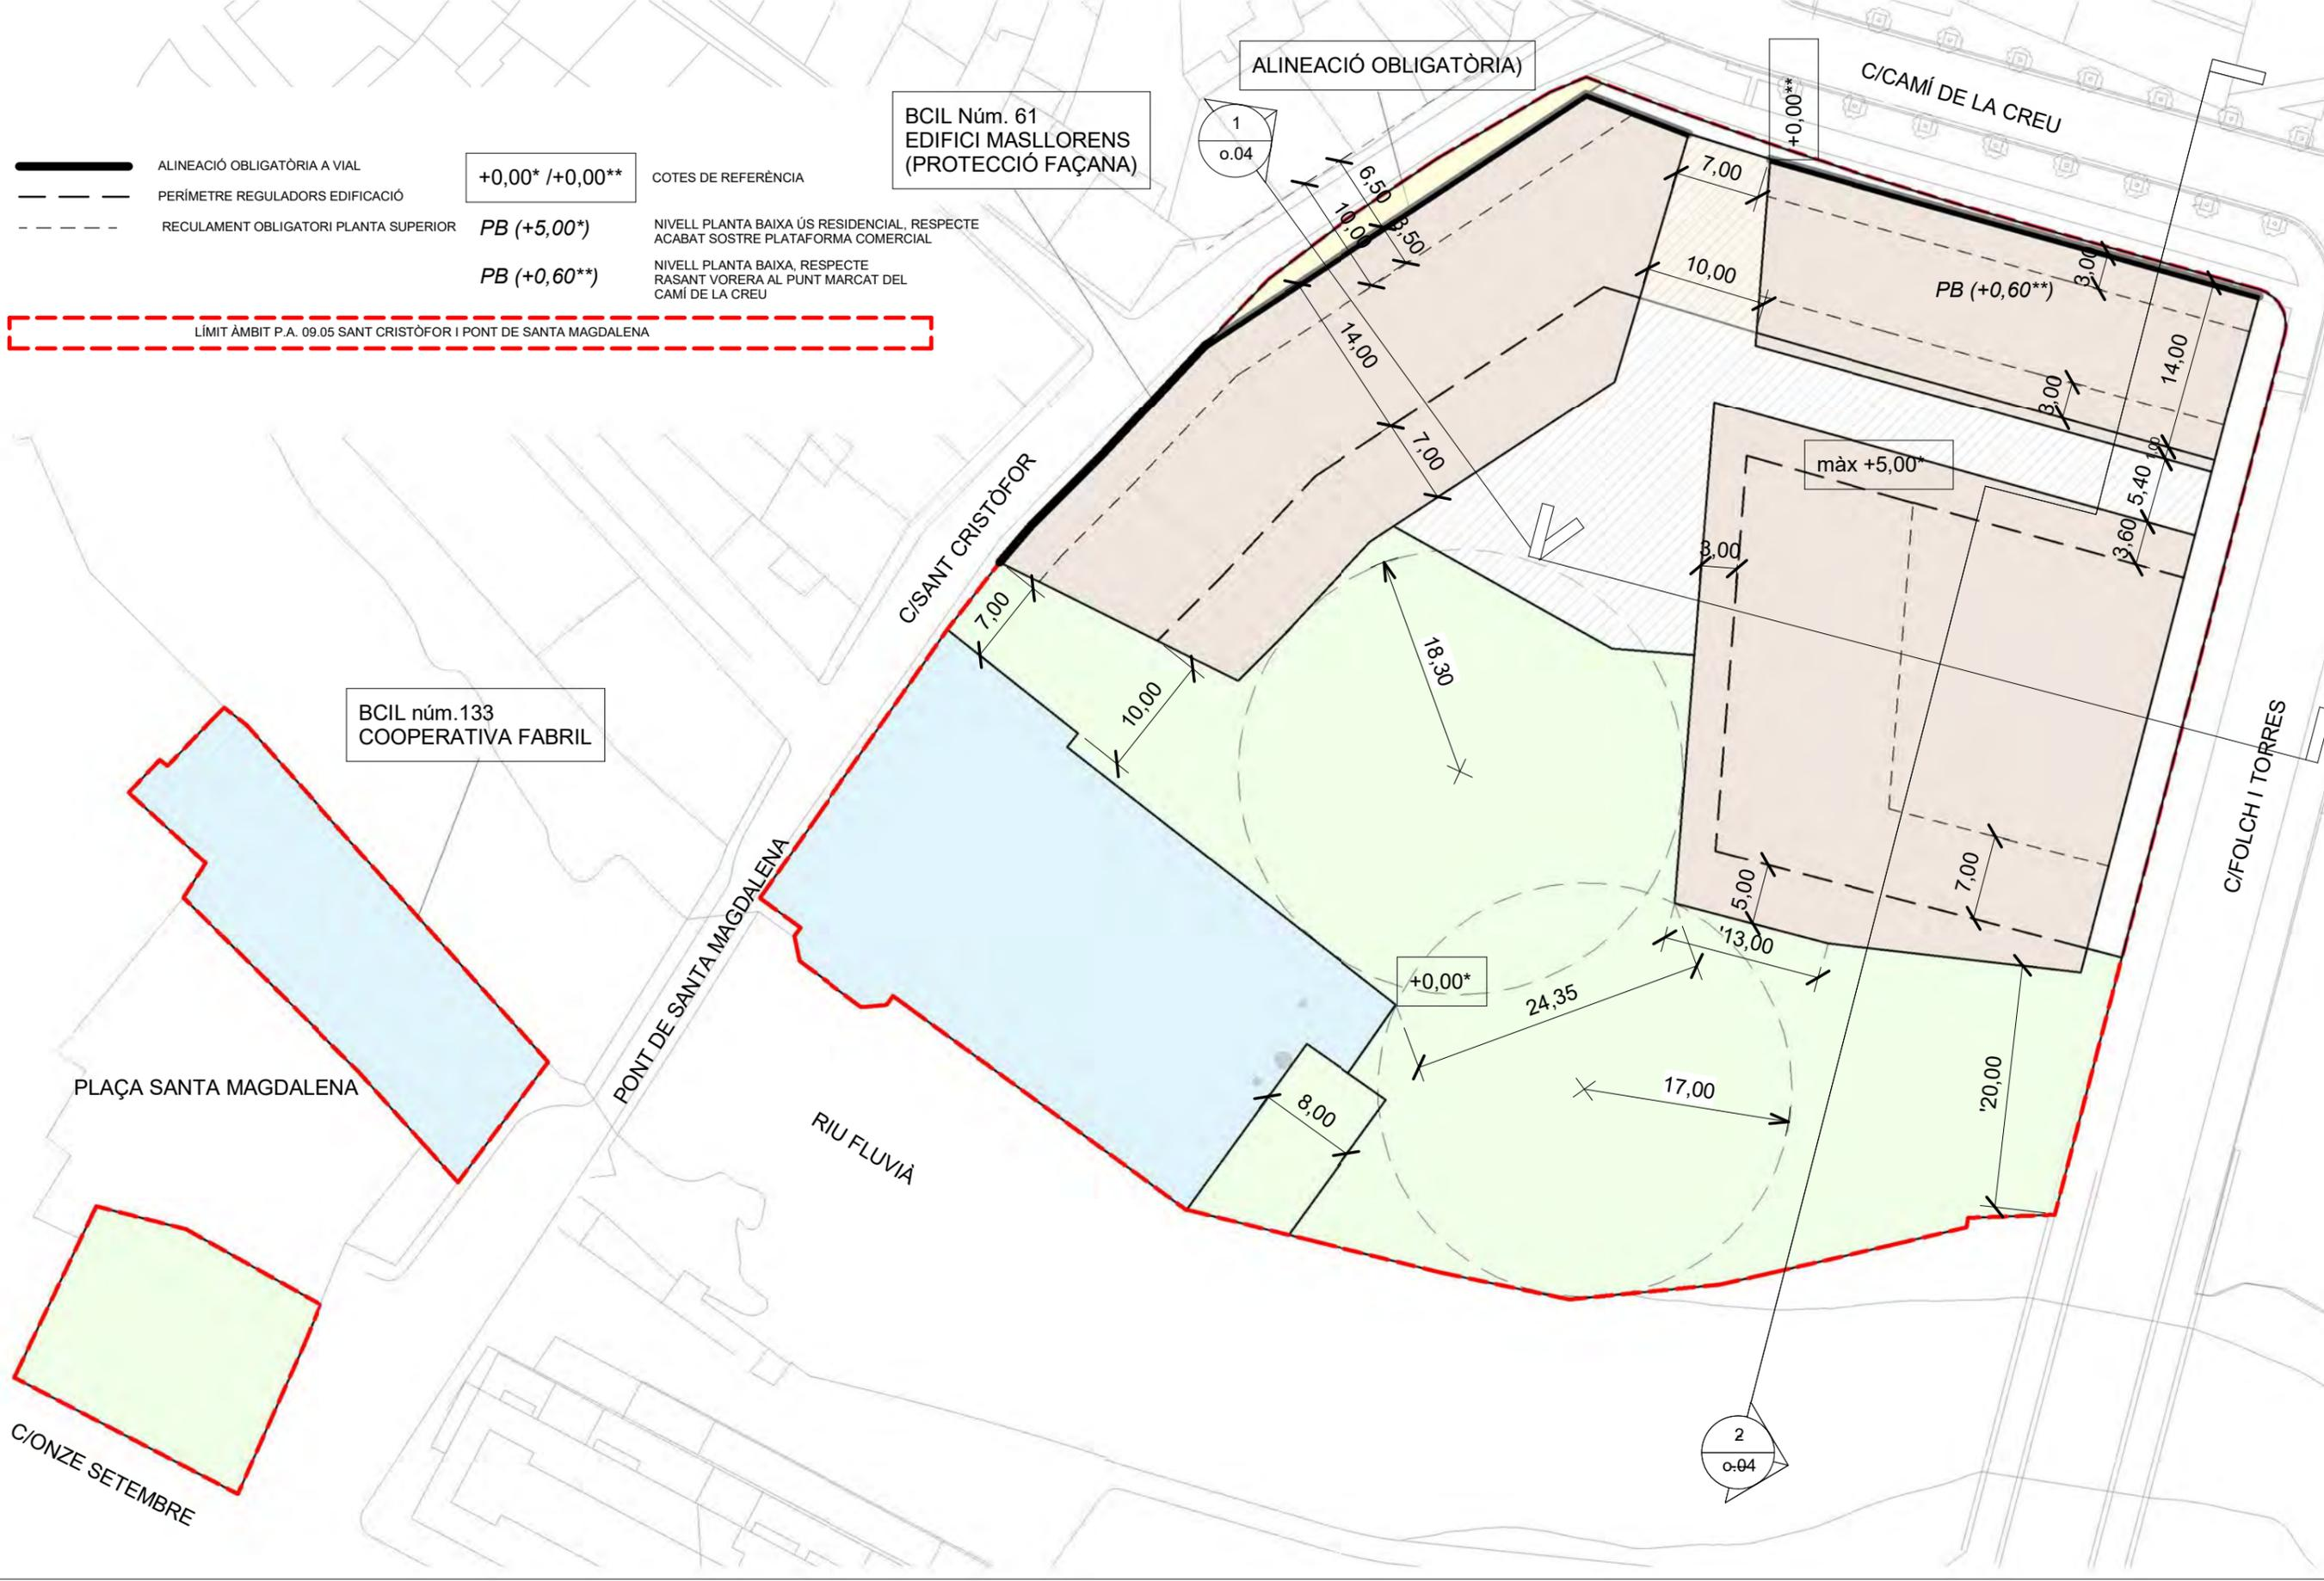 ALINEACIÓ OBLIGATÒRIA A VIAL
PERÍMETRE REGULADORS EDIFICACIÓ
RECULAMENT OBLIGATORI PLANTA SUPERIOR
+0,00* /+0,00**
COTES DE REFERÈNCIA
PB (+5,00*)
NIVELL PLANTA BAIXA ÚS RESIDENCIAL, RESPECTE
ACABAT SOSTRE PLATAFORMA COMERCIAL
PB (+0,60**)
NIVELL PLANTA BAIXA, RESPECTE
RASANT VORERA AL PUNT MARCAT DEL
CAMÍ DE LA CREU
LÍMIT ÀMBIT P.A. 09.05 SANT CRISTÒFOR I PONT DE SANTA MAGDALENA
BCIL Núm. 61
EDIFICI MASLLORENS
(PROTECCIÓ FAÇANA)
ALINEACIÓ OBLIGATÒRIA)
1
o.04
+0,00**
C/CAMÍ DE LA CREU
6,50
10,00
3,50
7,00
10,00
PB (+0,60**)
3,00
14,00
14,00
3,00
7,00
màx +5,00*
1,00
5,40
3,60
3,00
C/SANT CRISTÒFOR
7,00
10,00
18,30
BCIL núm.133
COOPERATIVA FABRIL
C/FOLCH I TORRES
5,00
7,00
'13,00
+0,00*
24,35
PONT DE SANTA MAGDALENA
PLAÇA SANTA MAGDALENA
17,00
'20,00
8,00
RIU FLUVIÀ
C/ONZE SETEMBRE
2
o.04